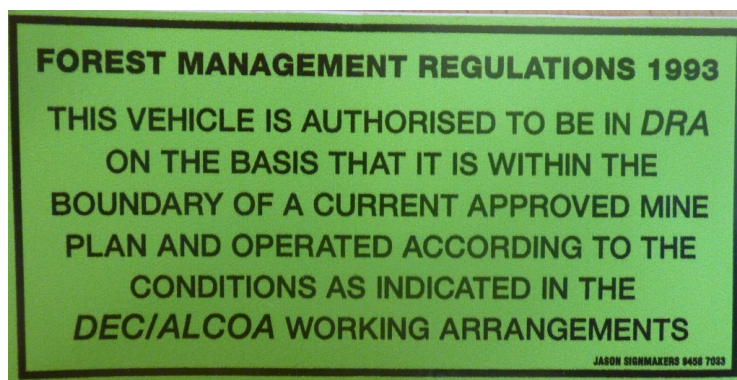 FOREST MANAGEMENT REGULATIONS 1993
THIS VEHICLE IS AUTHORISED TO BE IN DRA
ON THE BASIS THAT IT IS WITHIN THE
BOUNDARY OF A CURRENT APPROVED MINE
PLAN AND OPERATED ACCORDING TO THE
CONDITIONS AS INDICATED IN THE
DEC/ALCOA WORKING ARRANGEMENTS
JASON SIGNMAKERS 9458 7033